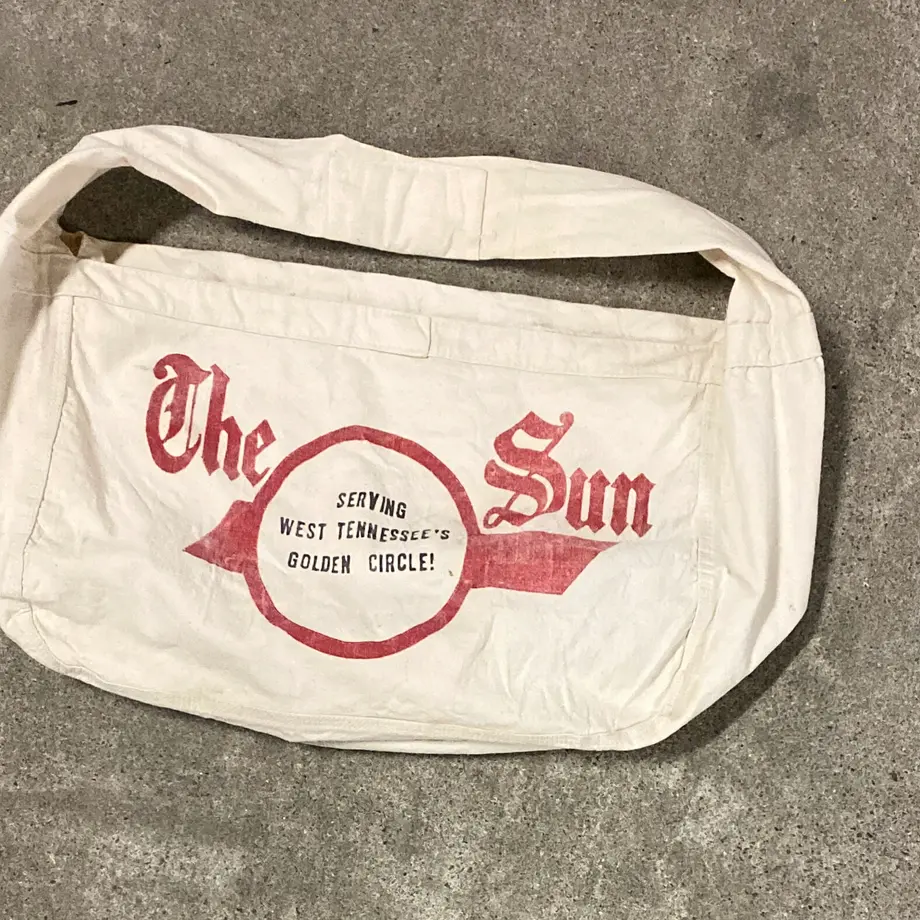 The Sun
SERVING
WEST TENNESSEE'S
GOLDEN CIRCLE!